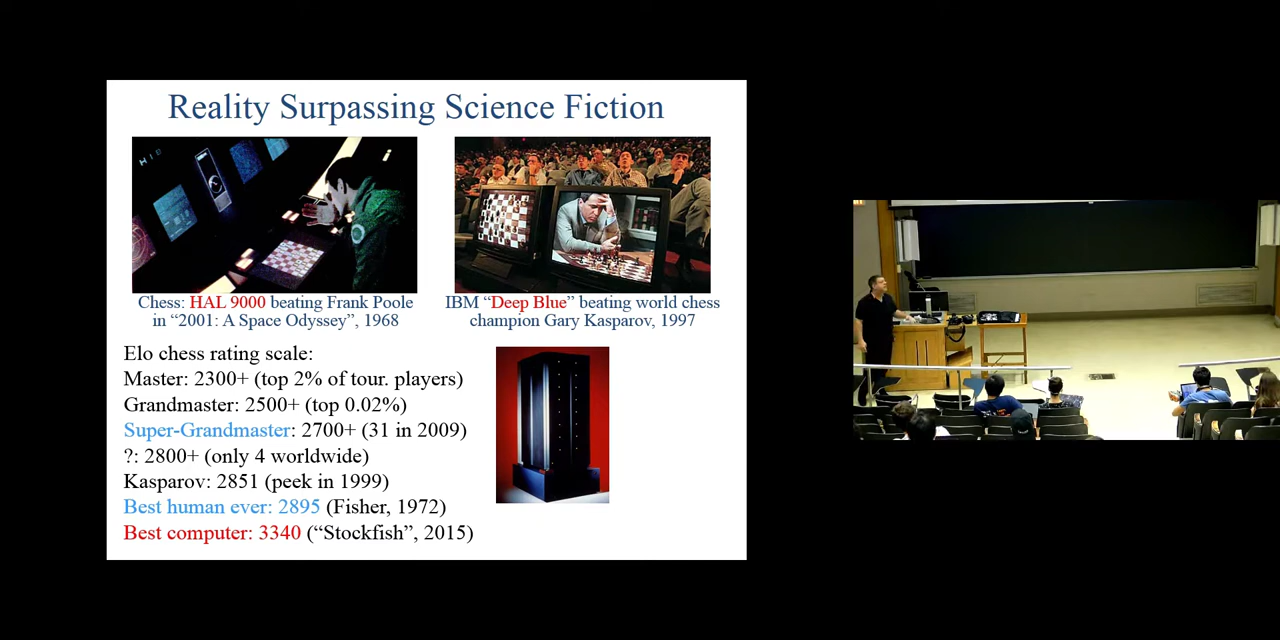 Reality Surpassing Science Fiction
Chess: HAL 9000 beating Frank Poole
in “2001: A Space Odyssey”, 1968
IBM “Deep Blue” beating world chess
champion Gary Kasparov, 1997
Elo chess rating scale:
Master: 2300+ (top 2% of tour. players)
Grandmaster: 2500+ (top 0.02%)
Super-Grandmaster: 2700+ (31 in 2009)
?: 2800+ (only 4 worldwide)
Kasparov: 2851 (peek in 1999)
Best human ever: 2895 (Fisher, 1972)
Best computer: 3340 (“Stockfish”, 2015)